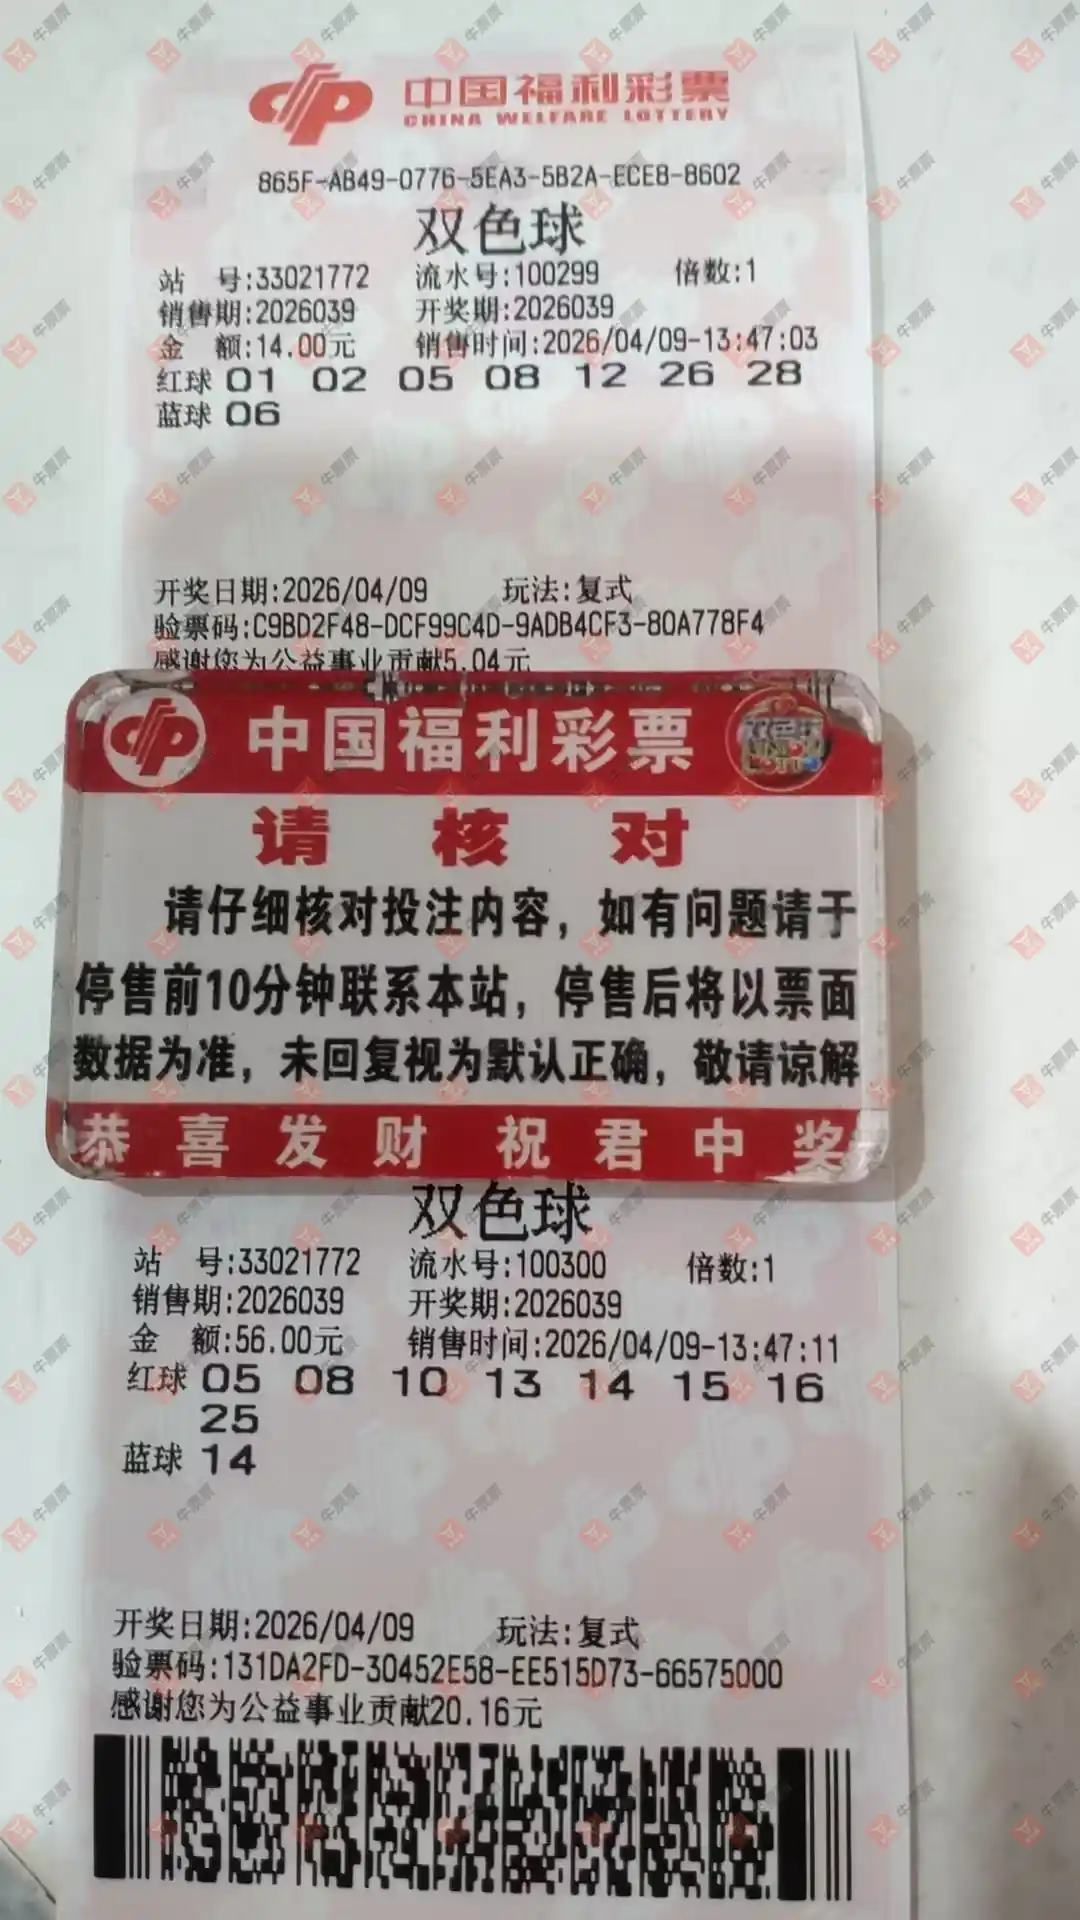 中国福利彩票
CHINA WELFARE LOTTERY
865F-AB49-0776-5EA3-5B2A-ECEB-8602
双色球
站 号:33021772 流水号:100299 倍数:1
销售期:2026039 开奖期:2026039
金 额:14.00元 销售时间:2026/04/09-13:47:03
红球 01 02 05 08 12 26 28
蓝球 06
开奖日期:2026/04/09 玩法:复式
验票码:C9BD2F48-DCF99C4D-9ADB4CF3-80A778F4
感谢您为公益事业贡献5.04元
中国福利彩票 双色球
请核对
请仔细核对投注内容，如有问题请于
停售前10分钟联系本站，停售后将以票面
数据为准，未回复视为默认正确，敬请谅解
恭喜发财 祝君中奖
双色球
站 号:33021772 流水号:100300 倍数:1
销售期:2026039 开奖期:2026039
金 额:56.00元 销售时间:2026/04/09-13:47:11
红球 05 08 10 13 14 15 16
25
蓝球 14
开奖日期:2026/04/09 玩法:复式
验票码:131DA2FD-30452E58-EE515D73-66575000
感谢您为公益事业贡献20.16元
牛票票